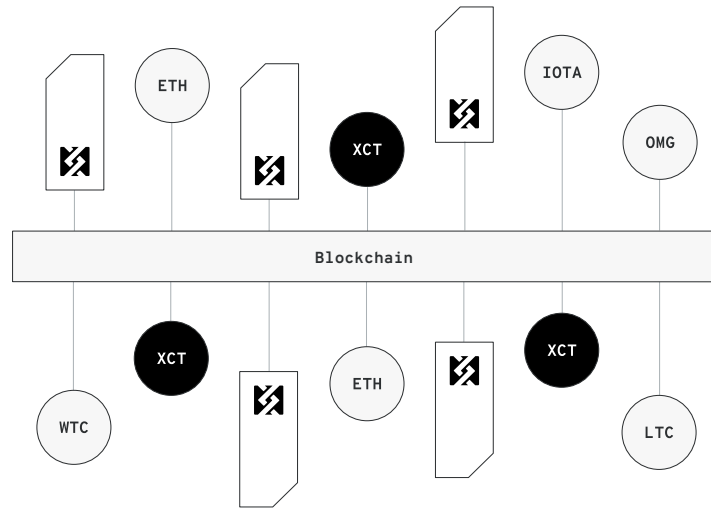 ETH
XCT
IOTA
OMG
Blockchain
WTC
XCT
ETH
XCT
LTC